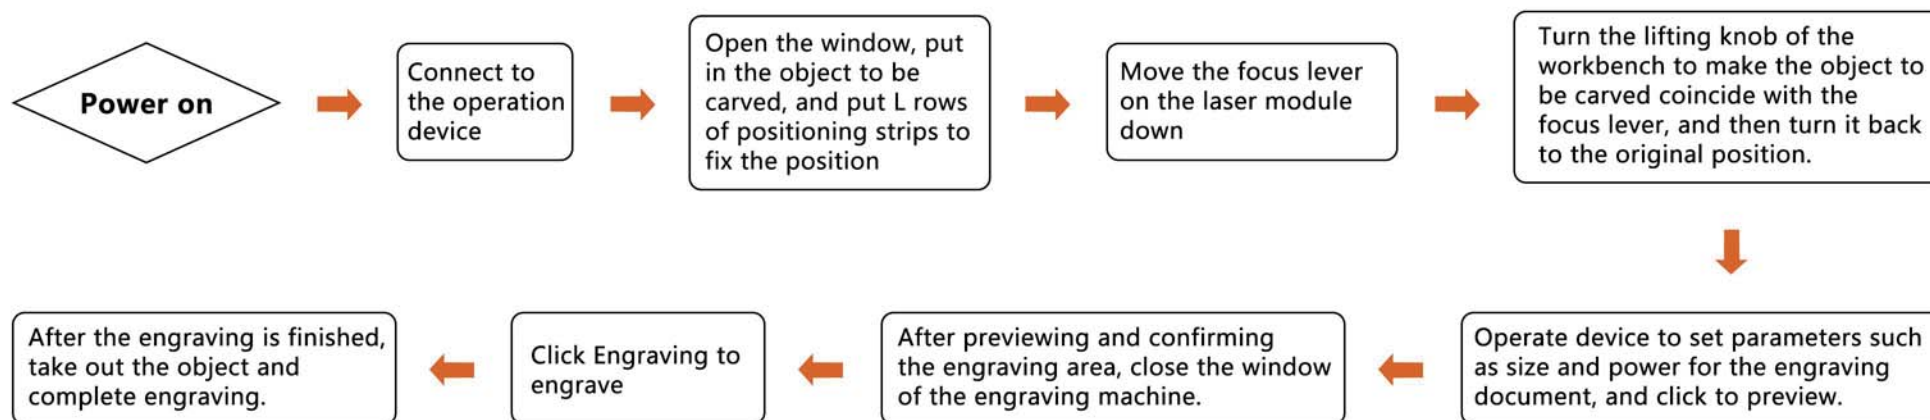 Power on
Connect to
the operation
device
Open the window, put
in the object to be
carved, and put L rows
of positioning strips to
fix the position
Move the focus lever
on the laser module
down
Turn the lifting knob of the
workbench to make the object to
be carved coincide with the
focus lever, and then turn it back
to the original position.
Operate device to set parameters such
as size and power for the engraving
document, and click to preview.
After previewing and confirming
the engraving area, close the window
of the engraving machine.
Click Engraving to
engrave
After the engraving is finished,
take out the object and
complete engraving.